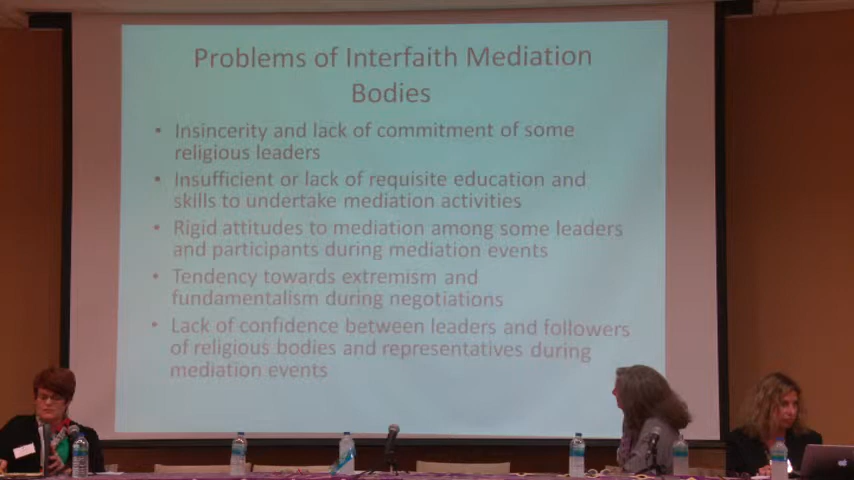 Problems of Interfaith Mediation
Bodies
• Insincerity and lack of commitment of some
religious leaders
• Insufficient or lack of requisite education and
skills to undertake mediation activities
• Rigid attitudes to mediation among some leaders
and participants during mediation events
• Tendency towards extremism and
fundamentalism during negotiations
• Lack of confidence between leaders and followers
of religious bodies and representatives during
mediation events